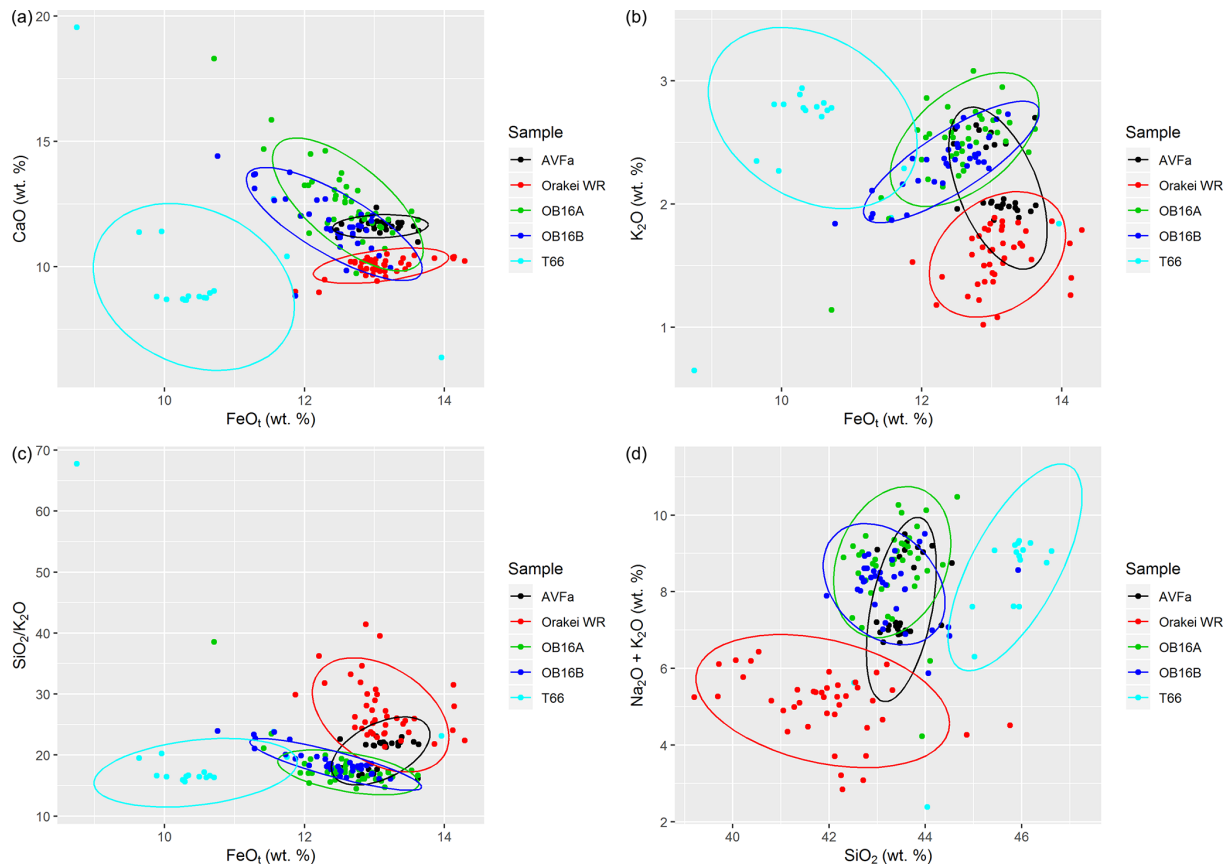 (a)
20
15
10
CaO (wt. %)
10
12
14
FeOₜ (wt. %)
Sample
AVFa
Orakei WR
OB16A
OB16B
T66
(b)
3
2
1
K₂O (wt. %)
10
12
14
FeOₜ (wt. %)
Sample
AVFa
Orakei WR
OB16A
OB16B
T66
(c)
70
60
50
40
30
20
10
SiO₂/K₂O
10
12
14
FeOₜ (wt. %)
Sample
AVFa
Orakei WR
OB16A
OB16B
T66
(d)
10
8
6
4
2
Na₂O + K₂O (wt. %)
40
42
44
46
SiO₂ (wt. %)
Sample
AVFa
Orakei WR
OB16A
OB16B
T66